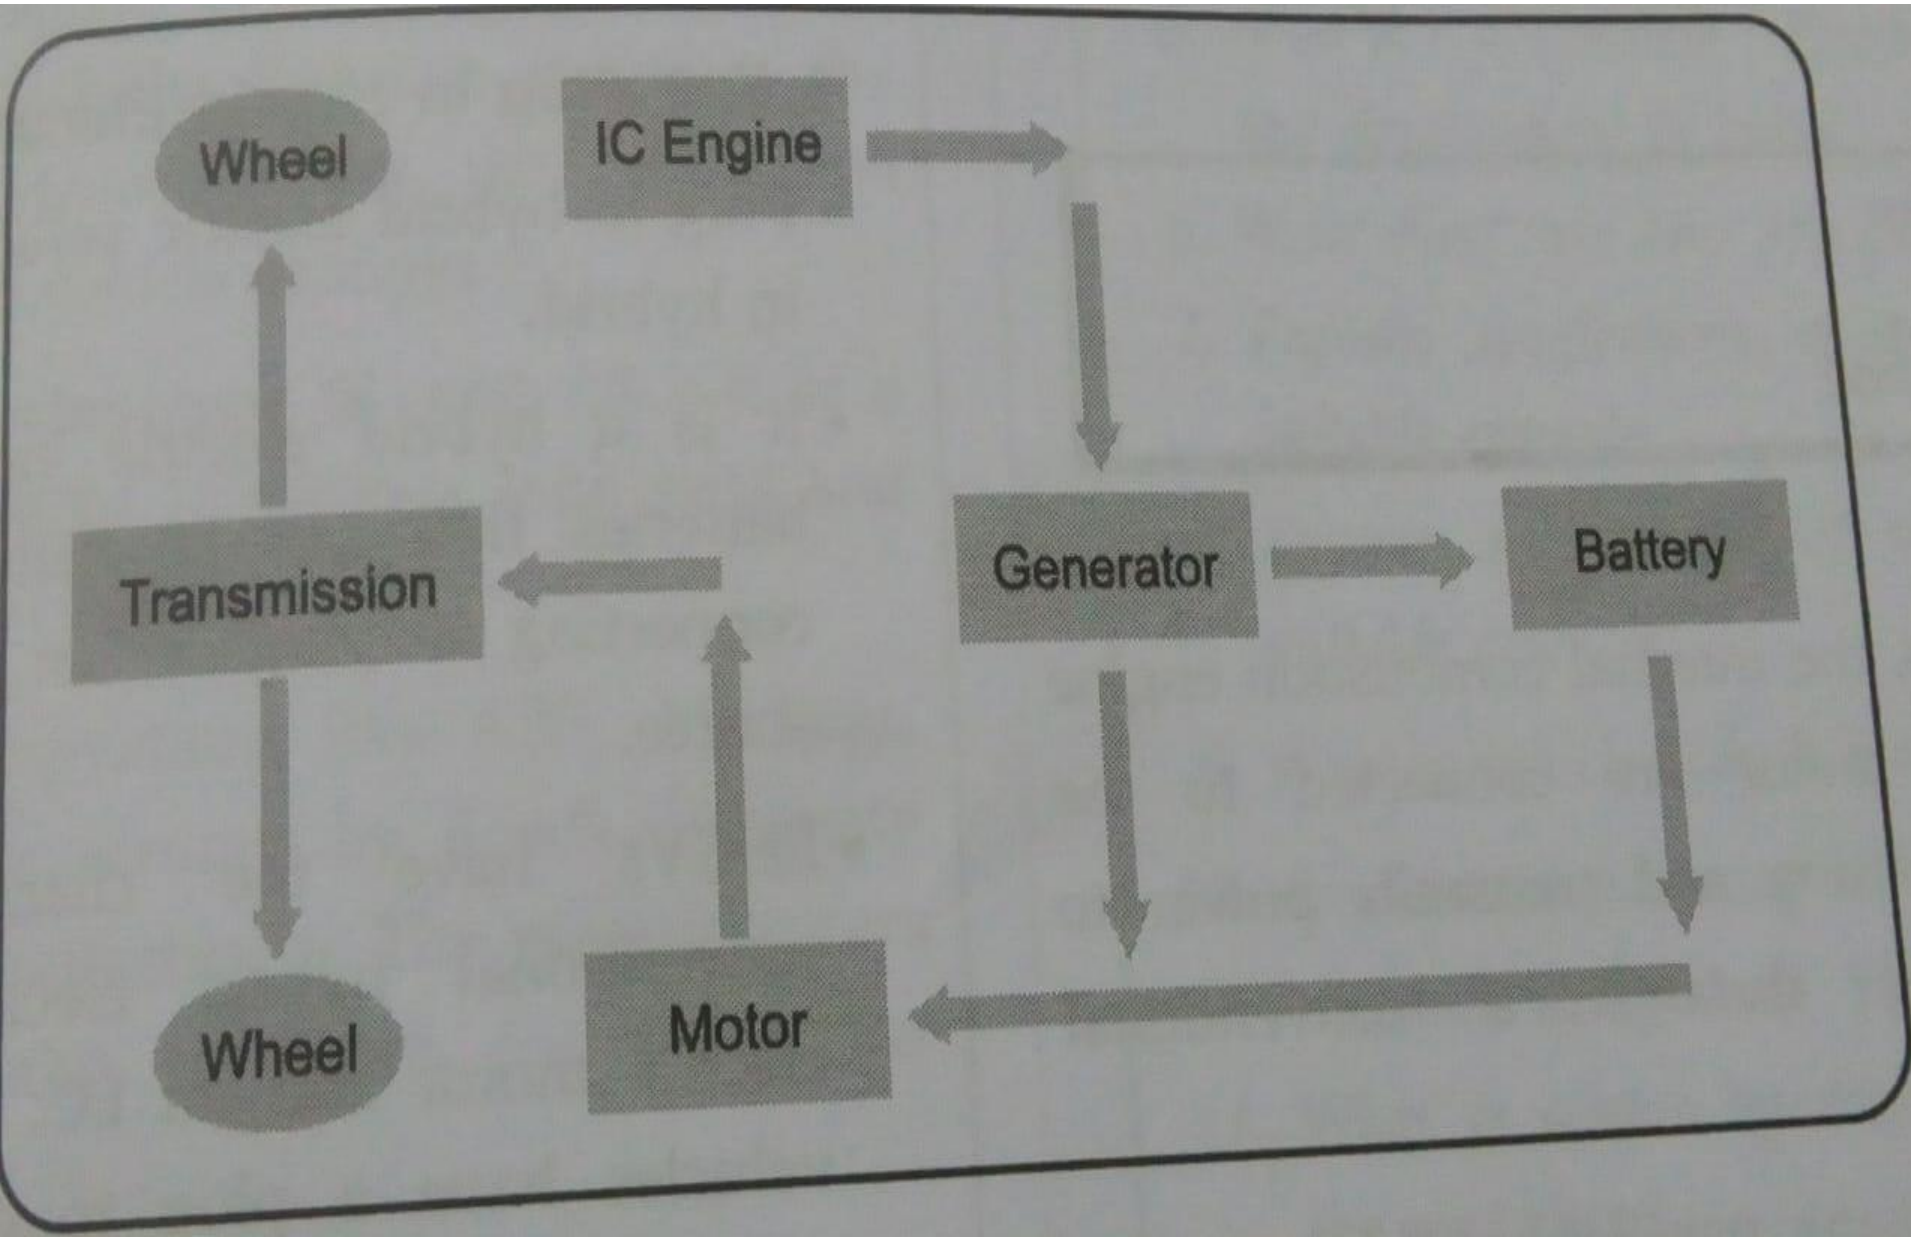 Wheel
IC Engine
Transmission
Generator
Battery
Wheel
Motor